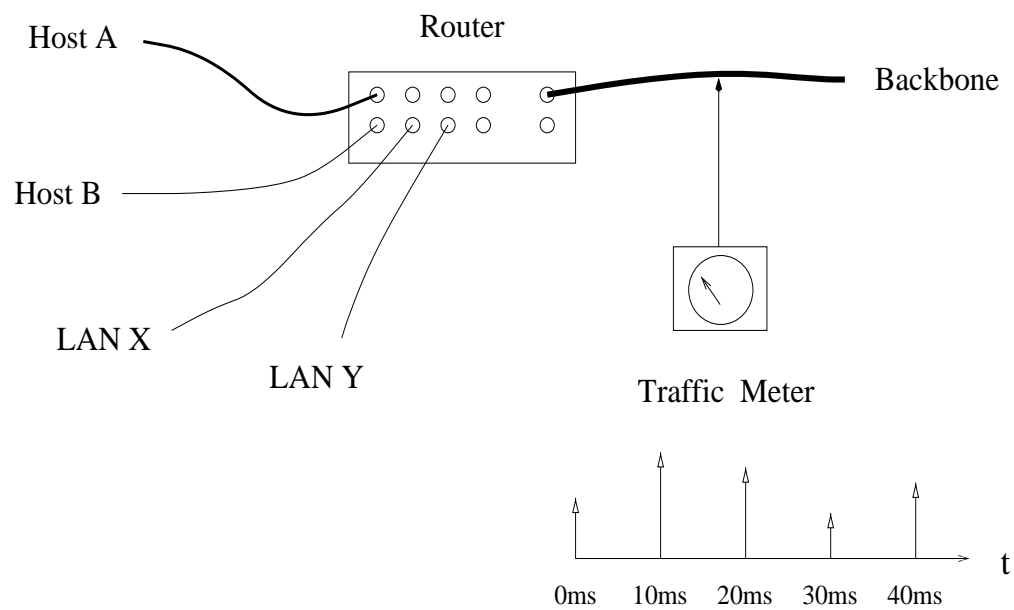 Router
Host A
Backbone
Host B
LAN X
LAN Y
Traffic Meter
t
0ms 10ms 20ms 30ms 40ms